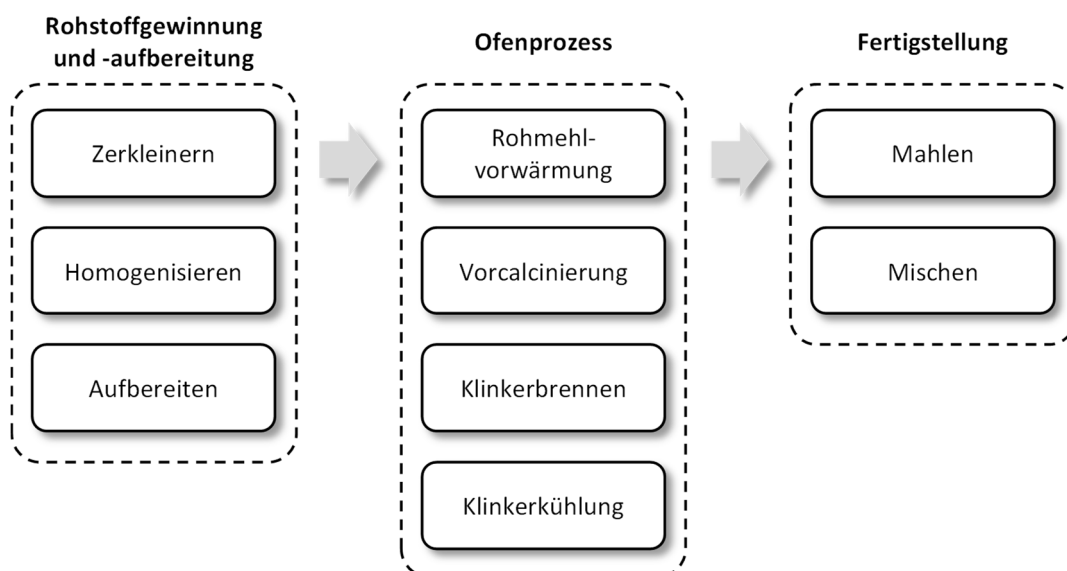 Rohstoffgewinnung
und -aufbereitung
Zerkleinern
Homogenisieren
Aufbereiten
Ofenprozess
Rohmehl-
vorwärmung
Vorcalcinierung
Klinkerbrennen
Klinkerkühlung
Fertigstellung
Mahlen
Mischen